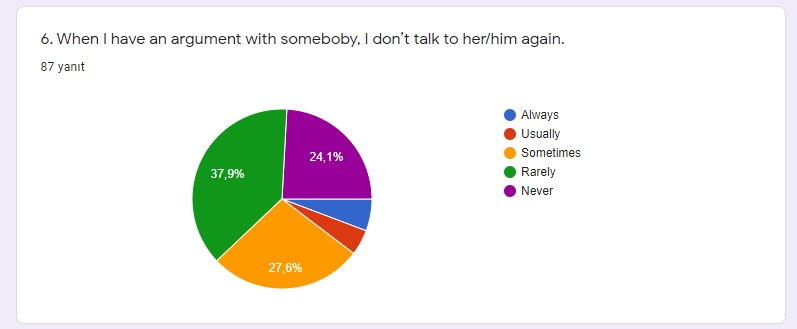 6. When I have an argument with someboby, I don't talk to her/him again.
87 yanıt
Always
Usually
Sometimes
Rarely
Never
24,1%
37,9%
27,6%